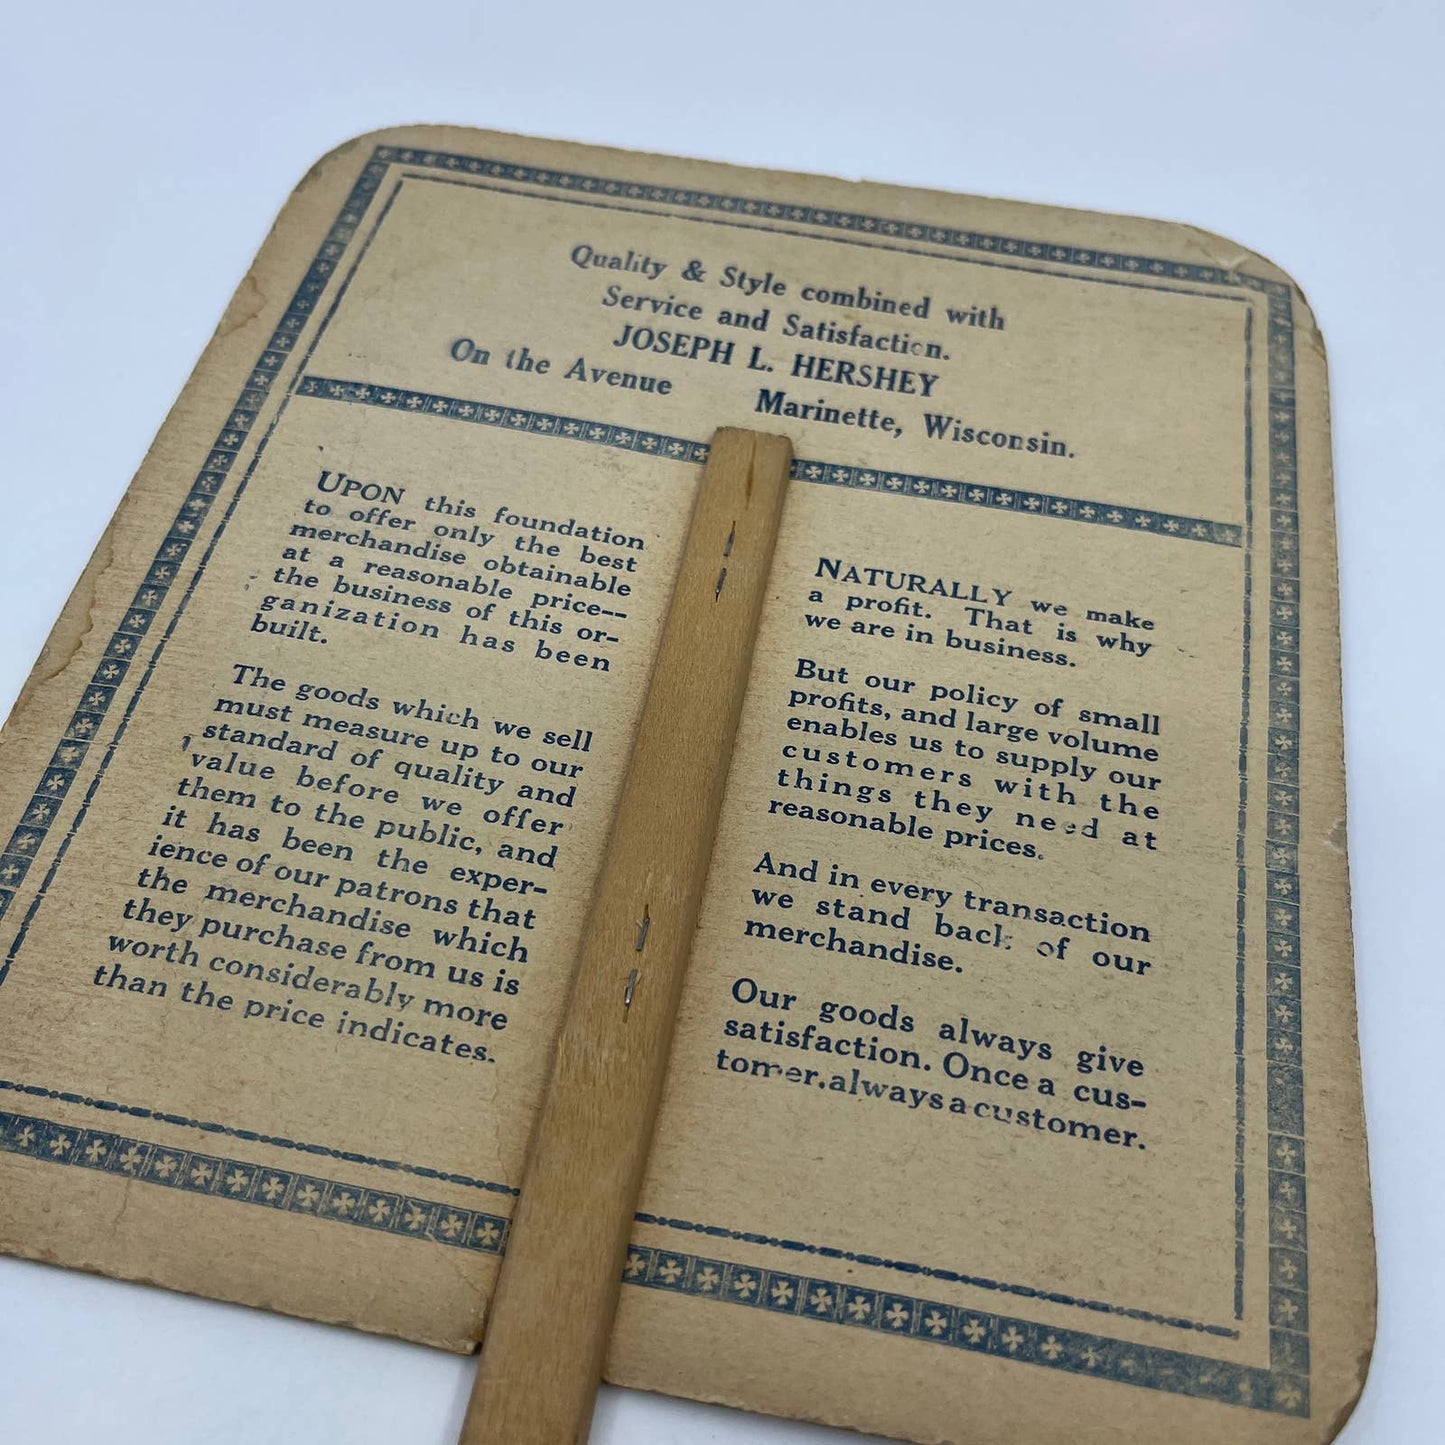 Quality & Style combined with
Service and Satisfaction.
JOSEPH L. HERSHEY
On the Avenue Marinette, Wisconsin.
UPON this foundation
to offer only the best
merchandise obtainable
at a reasonable price--
the business of this or-
ganization has been
built.
The goods which we sell
must measure up to our
standard of quality and
value before we offer
them to the public, and
it has been the exper-
ience of our patrons that
the merchandise which
they purchase from us is
worth considerably more
than the price indicates.
NATURALLY we make
a profit. That is why
we are in business.
But our policy of small
profits, and large volume
enables us to supply our
customers with the
things they need at
reasonable prices.
And in every transaction
we stand back of our
merchandise.
Our goods always give
satisfaction. Once a cus-
tomer, always a customer.